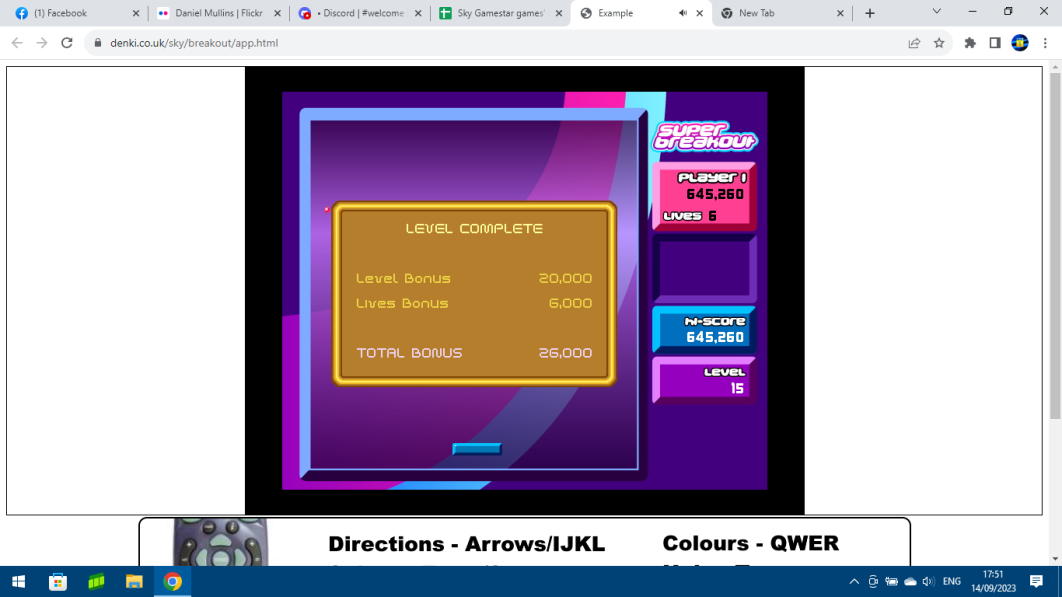 (1) Facebook
Daniel Mullins | Flickr
• Discord | #welcome
Sky Gamestar games'
Example
New Tab
denki.co.uk/sky/breakout/app.html
super
breakout
LEVEL COMPLETE
Level Bonus 20,000
Lives Bonus 6,000
TOTAL BONUS 26,000
Player 1
645,260
Lives 6
hi-score
645,260
Level
15
Directions - Arrows/IJKL
Colours - QWER
ENG
17:51
14/09/2023